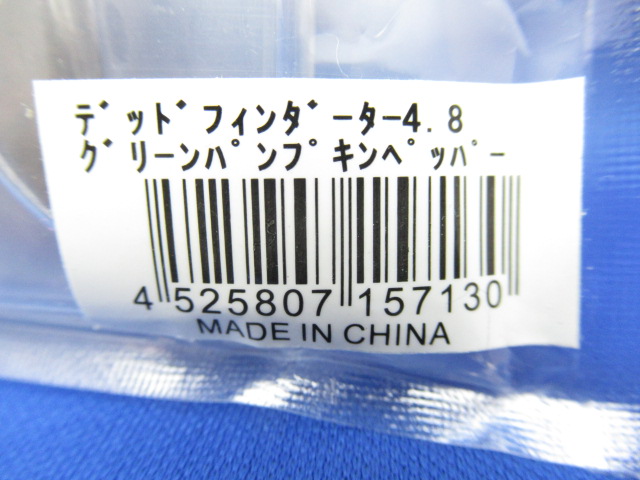 デッドフィンダーター4.8
グリーンパンプキンペッパー
4 525807 157130
MADE IN CHINA